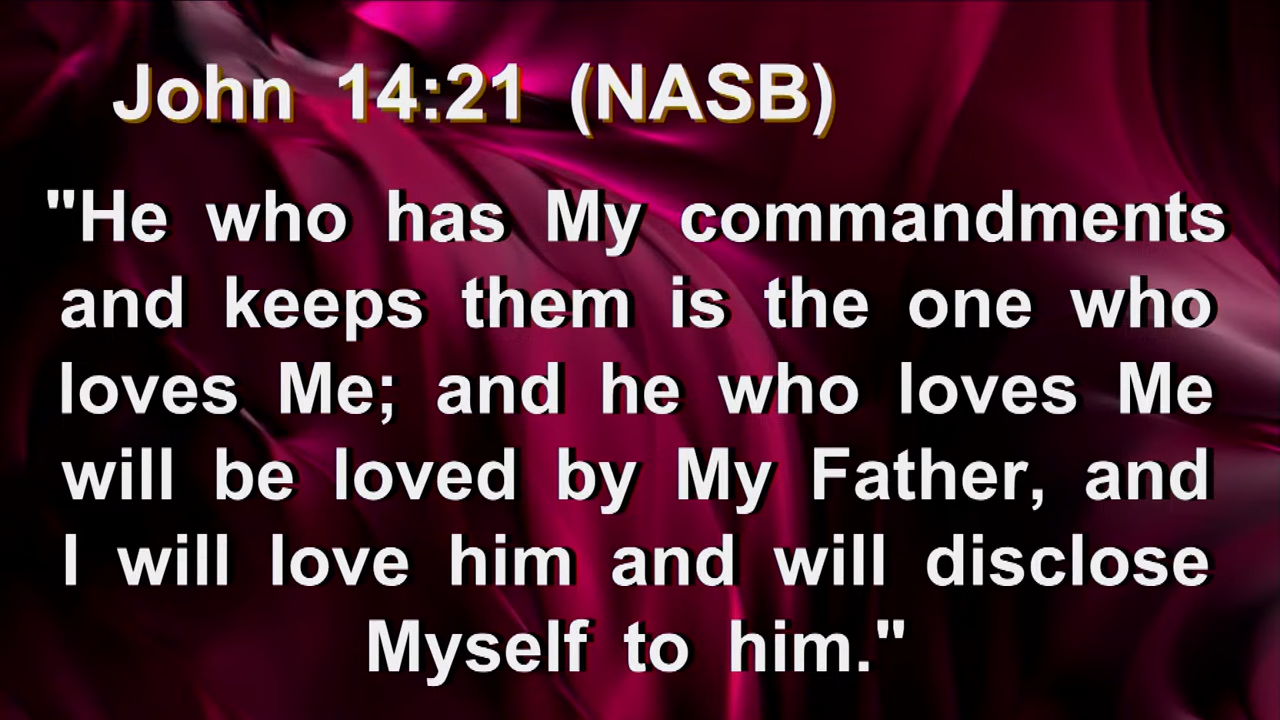 John 14:21 (NASB)
"He who has My commandments
and keeps them is the one who
loves Me; and he who loves Me
will be loved by My Father, and
I will love him and will disclose
Myself to him."